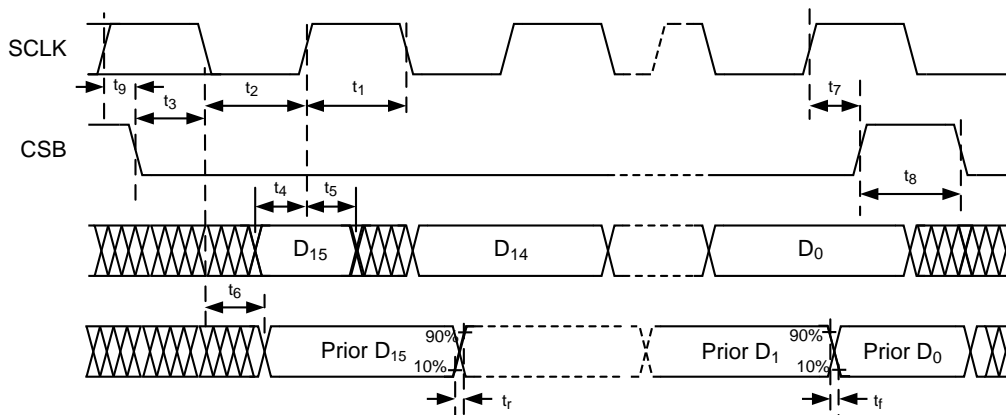 SCLK
t9
t3
t2
t1
t7
CSB
t4
t5
t8
D15
D14
D0
t6
90%
Prior D15
10%
tr
90%
Prior D1
10%
Prior D0
tf